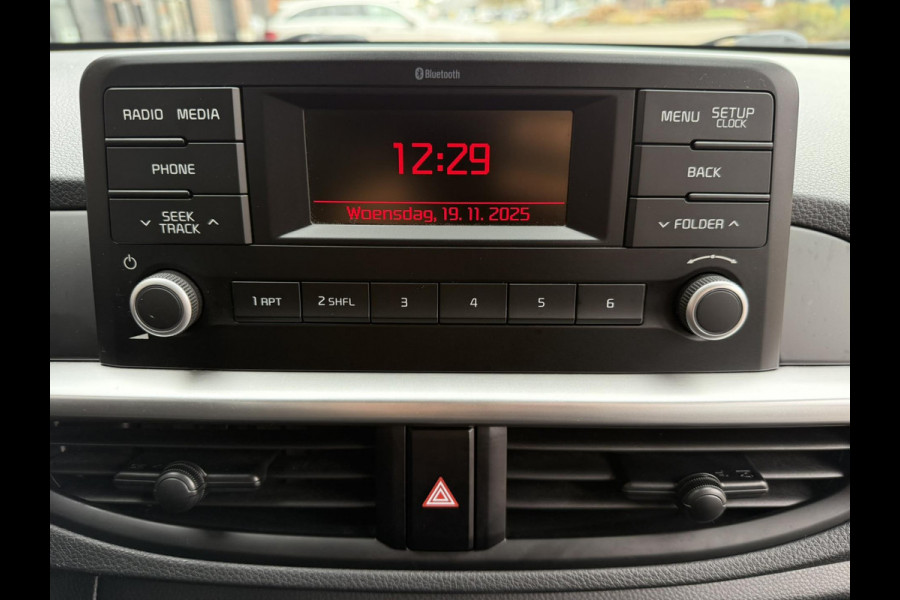 Bluetooth
RADIO MEDIA
PHONE
SEEK
TRACK
12:29
Woensdag, 19. 11. 2025
MENU SETUP
CLOCK
BACK
FOLDER
1 RPT
2 SHFL
3
4
5
6